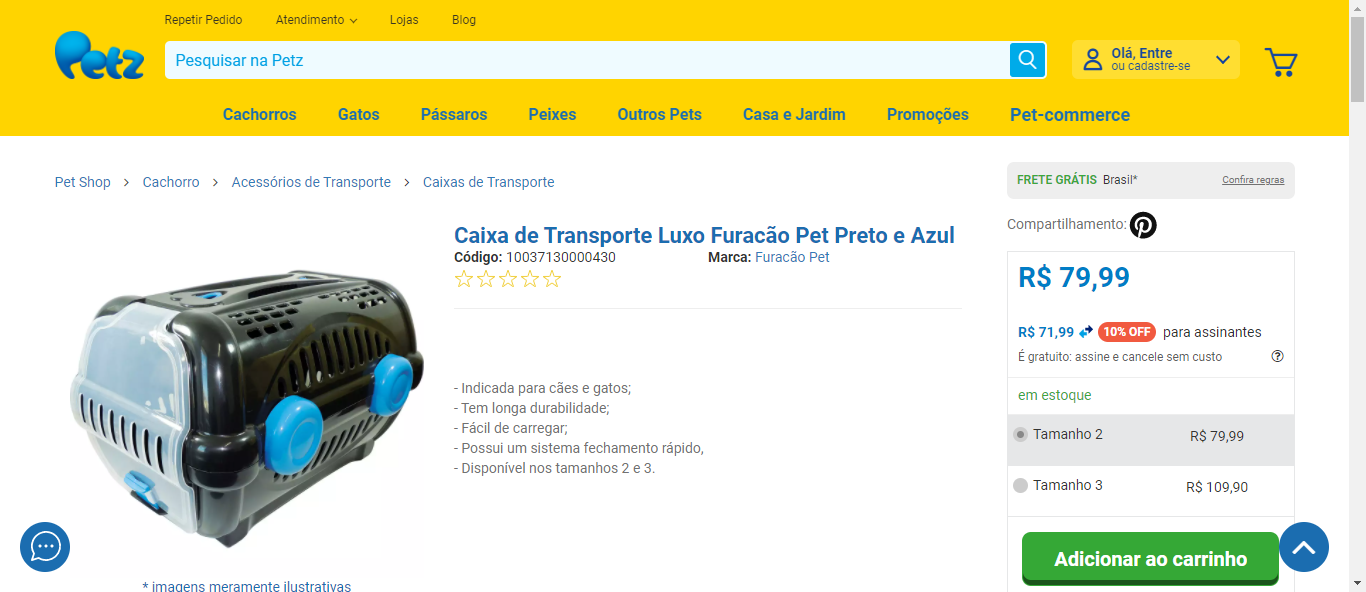 Repetir Pedido
Atendimento
Lojas
Blog
Petz
Pesquisar na Petz
Olá, Entre
ou cadastre-se
Cachorros
Gatos
Pássaros
Peixes
Outros Pets
Casa e Jardim
Promoções
Pet-commerce
Pet Shop > Cachorro > Acessórios de Transporte > Caixas de Transporte
FRETE GRÁTIS Brasil*
Confira regras
Compartilhamento:
Caixa de Transporte Luxo Furacão Pet Preto e Azul
Código: 10037130000430
Marca: Furacão Pet
- Indicada para cães e gatos;
- Tem longa durabilidade;
- Fácil de carregar;
- Possui um sistema fechamento rápido,
- Disponível nos tamanhos 2 e 3.
* imagens meramente ilustrativas
R$ 79,99
R$ 71,99 10% OFF para assinantes
É gratuito: assine e cancele sem custo
em estoque
Tamanho 2 R$ 79,99
Tamanho 3 R$ 109,90
Adicionar ao carrinho